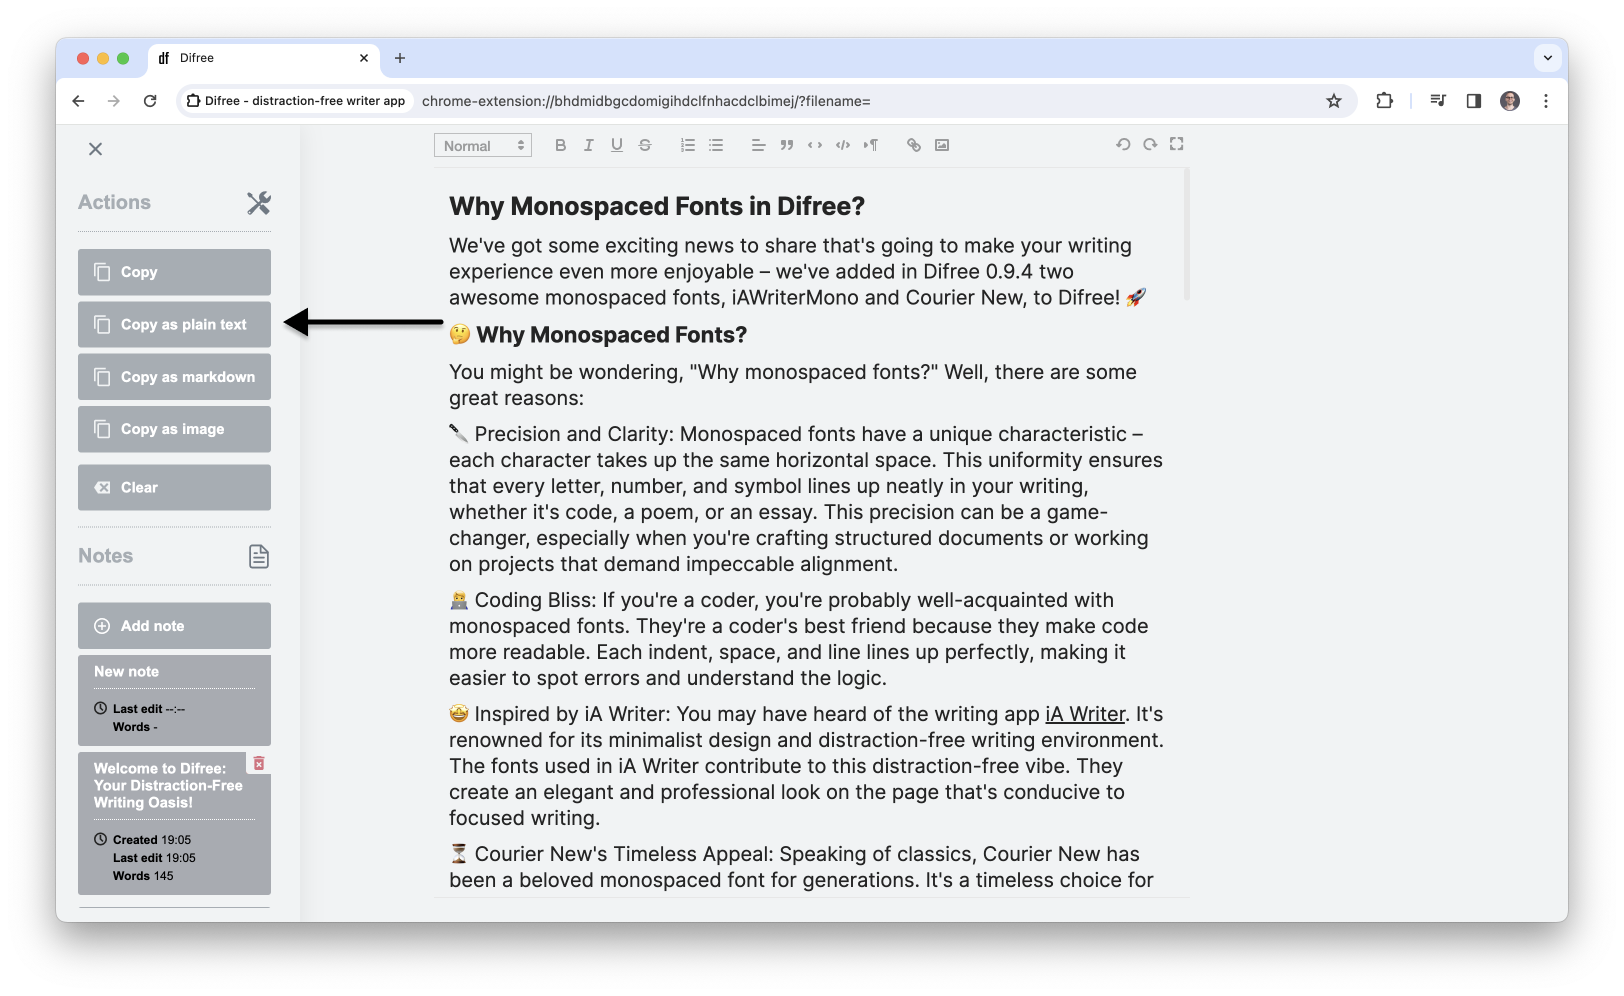 Difree
Difree - distraction-free writer app
chrome-extension://bhdmidbgcdomigihdclfnhacdclbimej/?filename=
Actions
Copy
Copy as plain text
Copy as markdown
Copy as image
Clear
Notes
Add note
New note
Last edit --:--
Words -
Welcome to Difree:
Your Distraction-Free
Writing Oasis!
Created 19:05
Last edit 19:05
Words 145
Normal
Why Monospaced Fonts in Difree?
We've got some exciting news to share that's going to make your writing
experience even more enjoyable – we've added in Difree 0.9.4 two
awesome monospaced fonts, iAWriterMono and Courier New, to Difree! 🚀
🤔 Why Monospaced Fonts?
You might be wondering, "Why monospaced fonts?" Well, there are some
great reasons:
🔪 Precision and Clarity: Monospaced fonts have a unique characteristic –
each character takes up the same horizontal space. This uniformity ensures
that every letter, number, and symbol lines up neatly in your writing,
whether it's code, a poem, or an essay. This precision can be a game-
changer, especially when you're crafting structured documents or working
on projects that demand impeccable alignment.
🧑‍💻 Coding Bliss: If you're a coder, you're probably well-acquainted with
monospaced fonts. They're a coder's best friend because they make code
more readable. Each indent, space, and line lines up perfectly, making it
easier to spot errors and understand the logic.
🤩 Inspired by iA Writer: You may have heard of the writing app iA Writer. It's
renowned for its minimalist design and distraction-free writing environment.
The fonts used in iA Writer contribute to this distraction-free vibe. They
create an elegant and professional look on the page that's conducive to
focused writing.
⏳ Courier New's Timeless Appeal: Speaking of classics, Courier New has
been a beloved monospaced font for generations. It's a timeless choice for